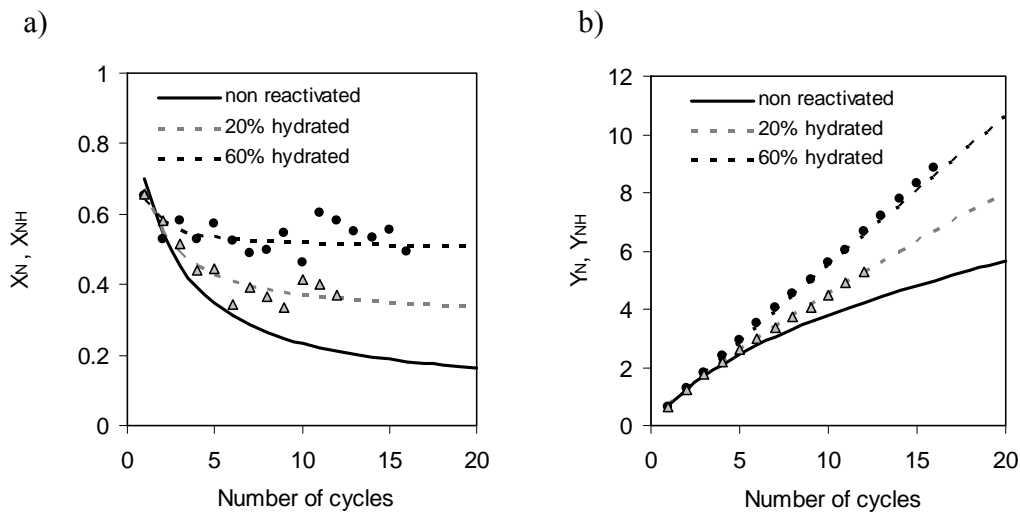 a)
b)
1
0.8
0.6
0.4
0.2
0
XN, XNH
non reactivated
20% hydrated
60% hydrated
0 5 10 15 20
Number of cycles
12
10
8
6
4
2
0
YN, YNH
non reactivated
20% hydrated
60% hydrated
0 5 10 15 20
Number of cycles